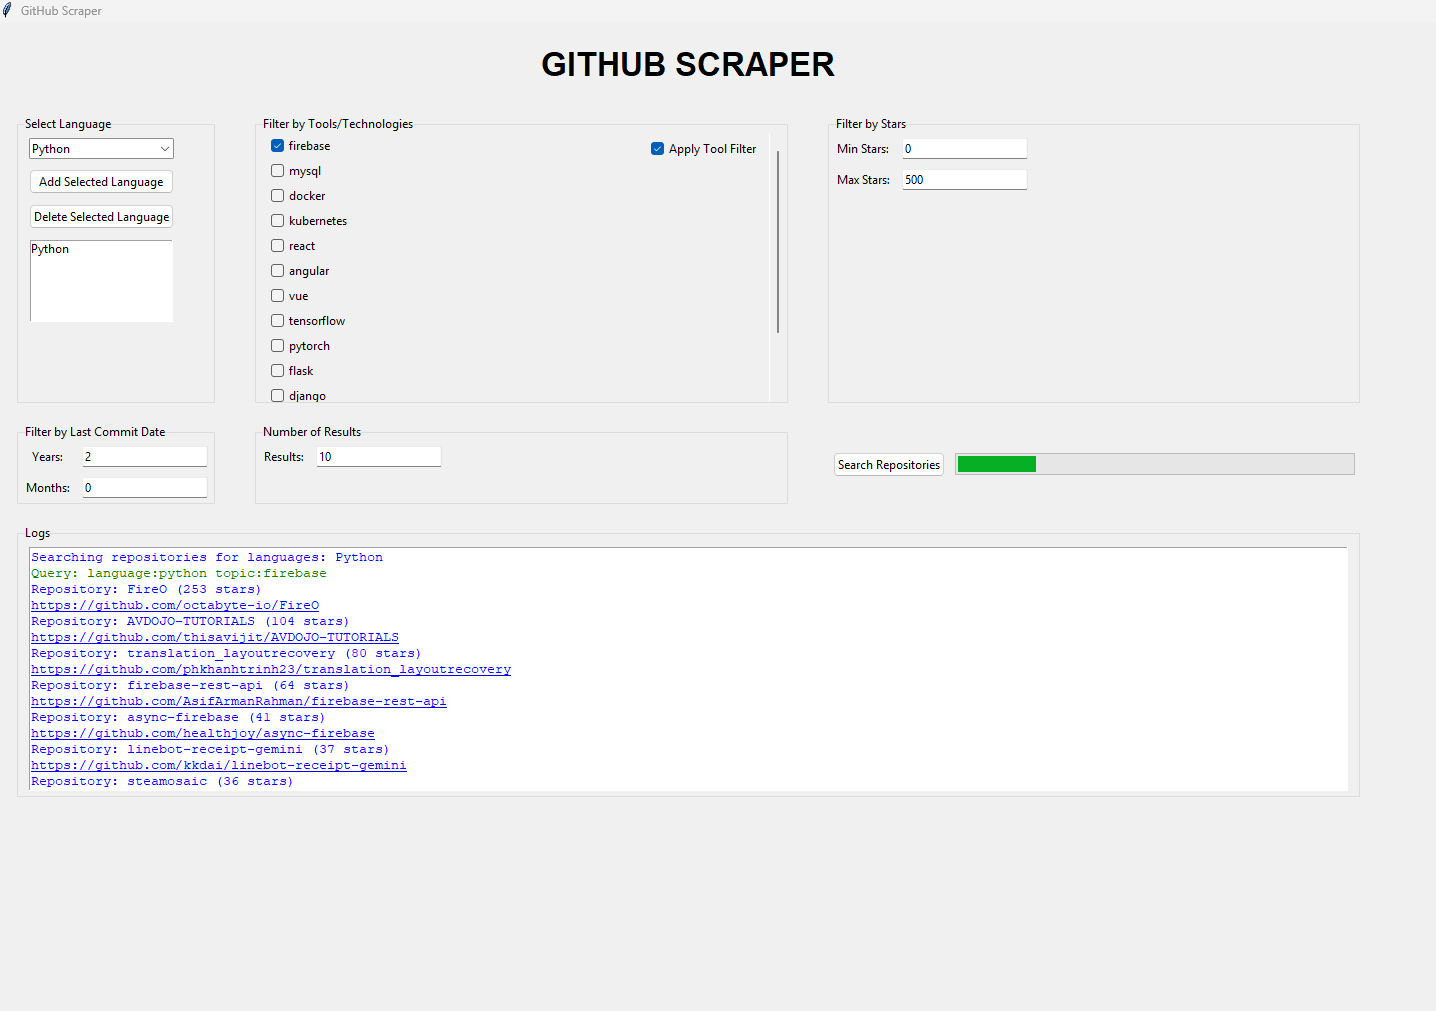 GitHub Scraper
GITHUB SCRAPER
Select Language
Python
Add Selected Language
Delete Selected Language
Python
Filter by Tools/Technologies
firebase
Apply Tool Filter
mysql
docker
kubernetes
react
angular
vue
tensorflow
pytorch
flask
django
Filter by Stars
Min Stars: 0
Max Stars: 500
Filter by Last Commit Date
Years: 2
Months: 0
Number of Results
Results: 10
Search Repositories
Logs
Searching repositories for languages: Python
Query: language:python topic:firebase
Repository: FireO (253 stars)
https://github.com/octabyte-io/FireO
Repository: AVDOJO-TUTORIALS (104 stars)
https://github.com/thisavijit/AVDOJO-TUTORIALS
Repository: translation_layoutrecovery (80 stars)
https://github.com/phkhanhtrinh23/translation_layoutrecovery
Repository: firebase-rest-api (64 stars)
https://github.com/AsifArmanRahman/firebase-rest-api
Repository: async-firebase (41 stars)
https://github.com/healthjoy/async-firebase
Repository: linebot-receipt-gemini (37 stars)
https://github.com/kkdai/linebot-receipt-gemini
Repository: steamosaic (36 stars)